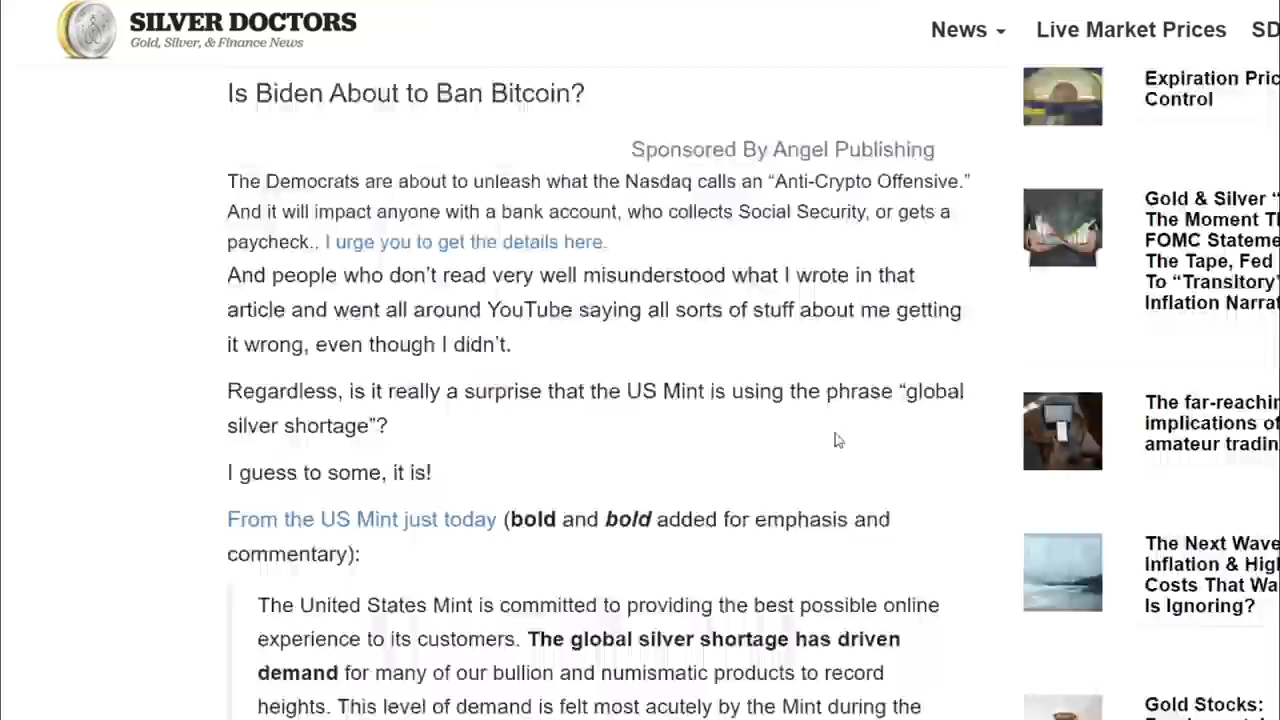 SILVER DOCTORS
Gold, Silver, & Finance News
News
Live Market Prices
SD
Is Biden About to Ban Bitcoin?
Sponsored By Angel Publishing
The Democrats are about to unleash what the Nasdaq calls an “Anti-Crypto Offensive.”
And it will impact anyone with a bank account, who collects Social Security, or gets a
paycheck.. I urge you to get the details here.
And people who don’t read very well misunderstood what I wrote in that
article and went all around YouTube saying all sorts of stuff about me getting
it wrong, even though I didn’t.
Regardless, is it really a surprise that the US Mint is using the phrase “global
silver shortage”?
I guess to some, it is!
From the US Mint just today (bold and bold added for emphasis and
commentary):
The United States Mint is committed to providing the best possible online
experience to its customers. The global silver shortage has driven
demand for many of our bullion and numismatic products to record
heights. This level of demand is felt most acutely by the Mint during the
Expiration Pric
Control
Gold & Silver “
The Moment T
FOMC Stateme
The Tape, Fed
To “Transitory”
Inflation Narra
The far-reachin
implications of
amateur tradin
The Next Wave
Inflation & Hig
Costs That Wa
Is Ignoring?
Gold Stocks: